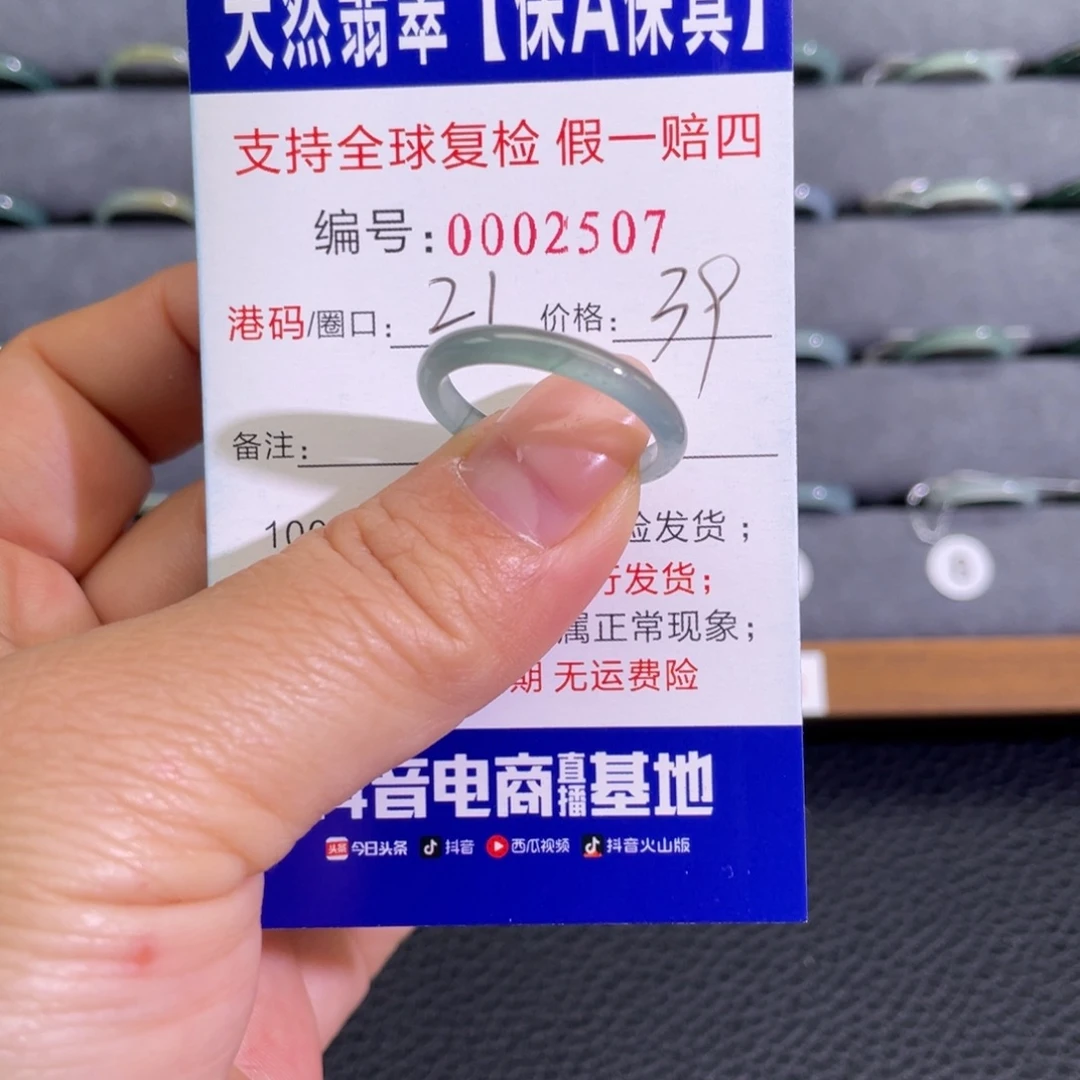 天然翡翠【保A保真】
支持全球复检 假一赔四
编号:0002507
港码/圈口: 21 价格: 39
备注:
100
发货;
发货;
属正常现象;
期 无运费险
音电商直播基地
头条 今日头条 抖音 西瓜视频 抖音火山版